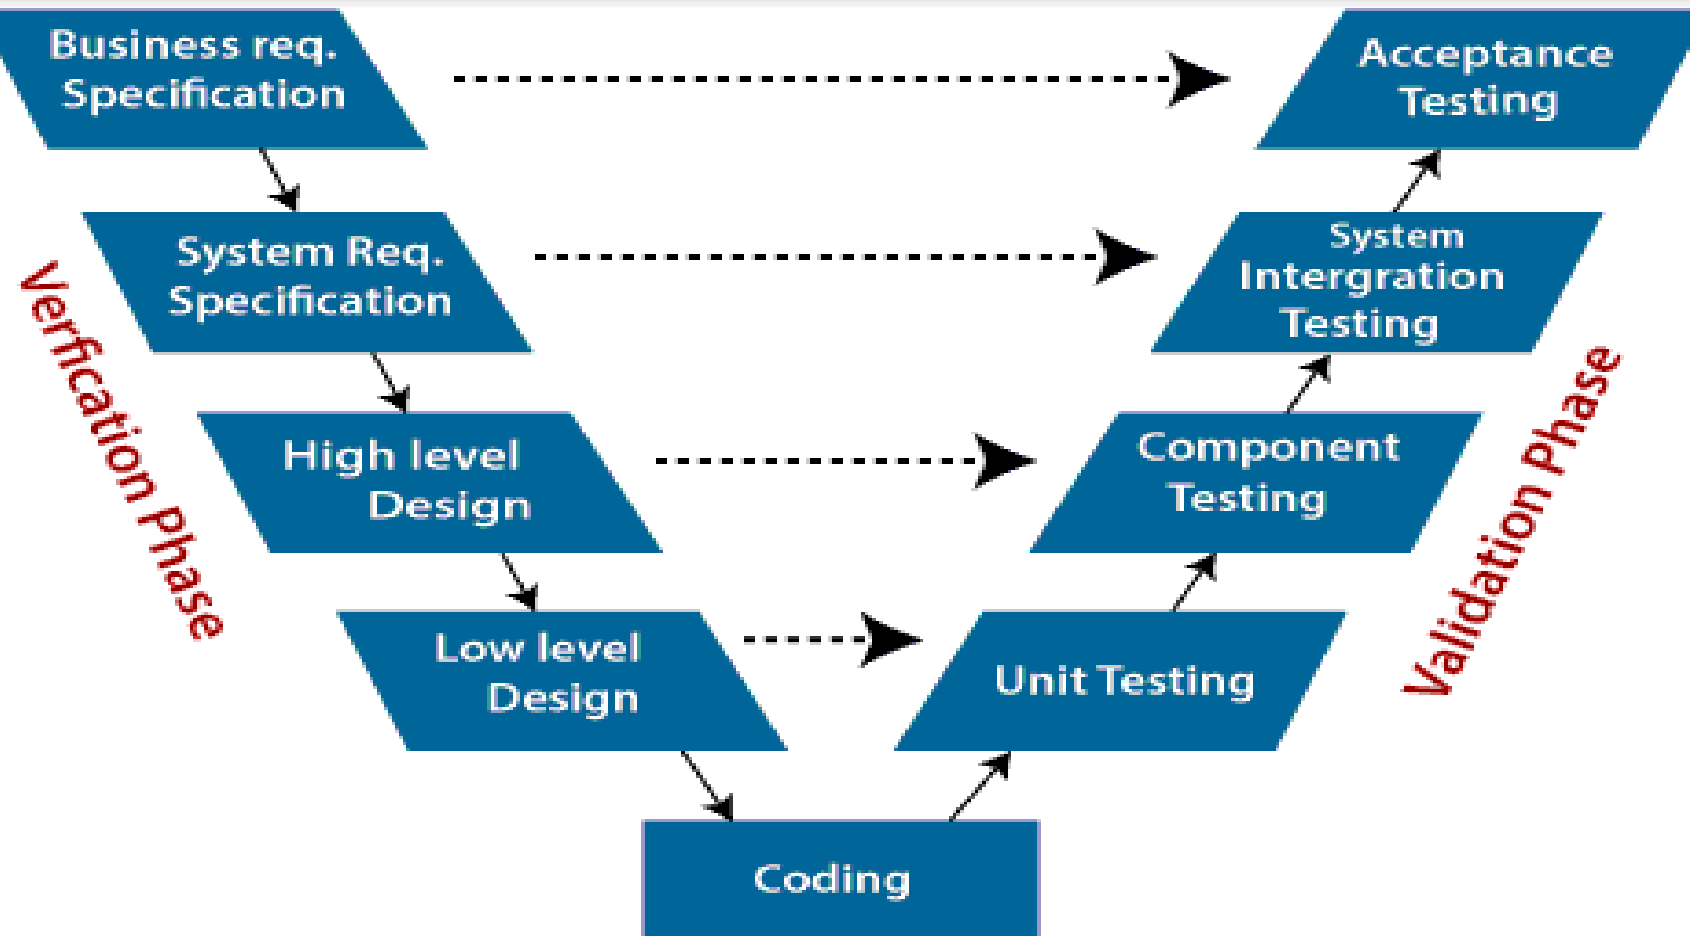 Business req.
Specification
Acceptance
Testing
System Req.
Specification
System
Intergration
Testing
Verfication Phase
High level
Design
Component
Testing
Validation Phase
Low level
Design
Unit Testing
Coding